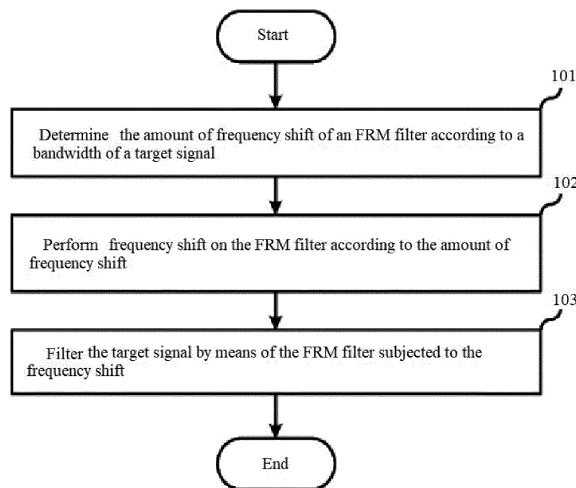 Start
101
Determine the amount of frequency shift of an FRM filter according to a
bandwidth of a target signal
102
Perform frequency shift on the FRM filter according to the amount of
frequency shift
103
Filter the target signal by means of the FRM filter subjected to the
frequency shift
End